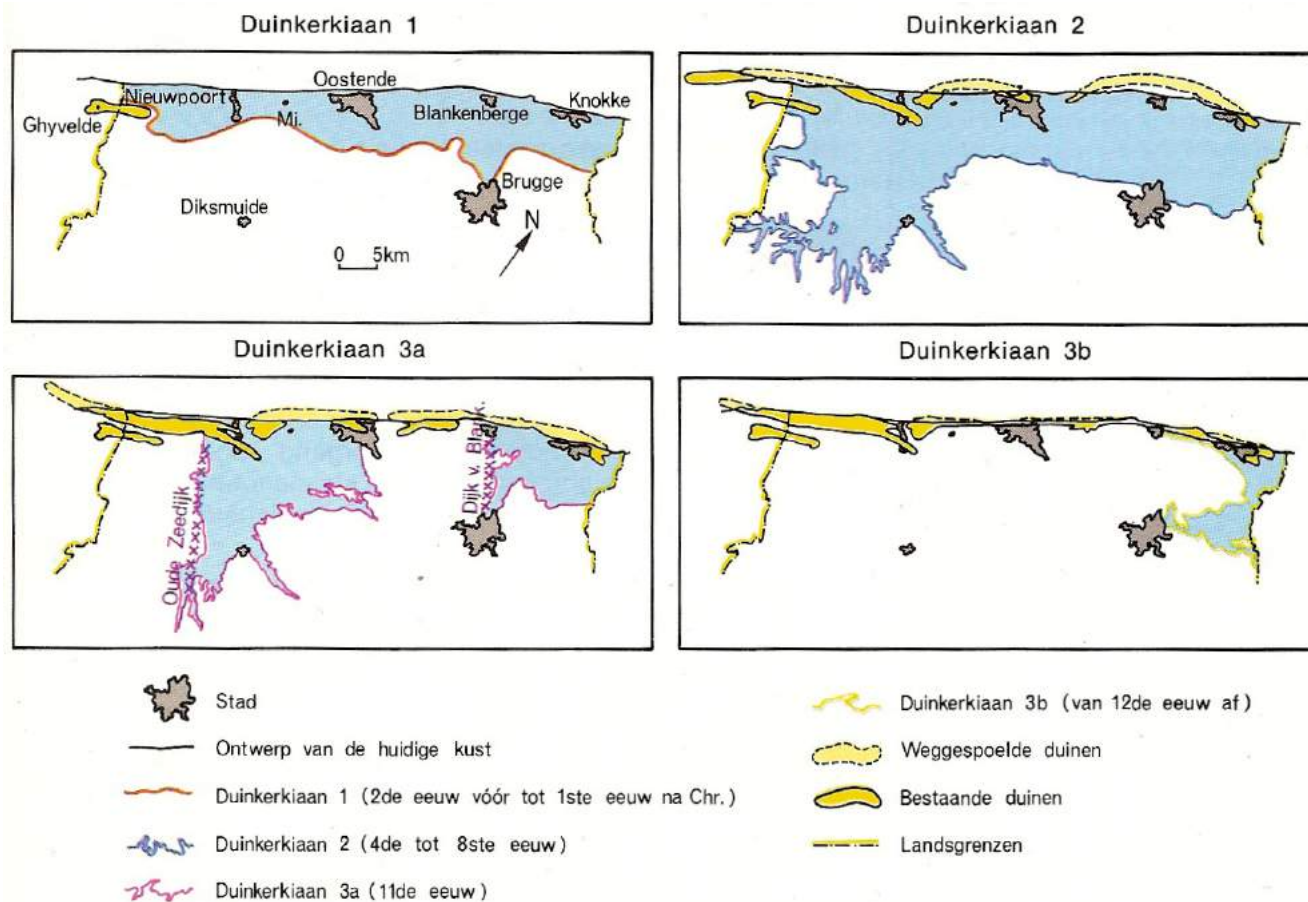 Duinkerkiaan 1
Oostende
Nieuwpoort
Knokke
Ghyvelde
Mi.
Blankenberge
Brugge
Diksmuide
N
0 5km
Duinkerkiaan 2
Duinkerkiaan 3a
Oude Zeedijk
Dijk v. Blank.
Duinkerkiaan 3b
Stad
Ontwerp van de huidige kust
Duinkerkiaan 1 (2de eeuw vóór tot 1ste eeuw na Chr.)
Duinkerkiaan 2 (4de tot 8ste eeuw)
Duinkerkiaan 3a (11de eeuw)
Duinkerkiaan 3b (van 12de eeuw af)
Weggespoelde duinen
Bestaande duinen
Landsgrenzen